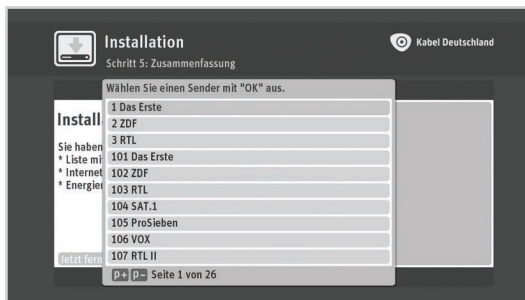 Installation
Kabel Deutschland
Schritt 5: Zusammenfassung
Wählen Sie einen Sender mit "OK" aus.
1 Das Erste
2 ZDF
3 RTL
101 Das Erste
102 ZDF
103 RTL
104 SAT.1
105 ProSieben
106 VOX
107 RTL II
p+ p- Seite 1 von 26
Install
Sie haben
* Liste mi
* Internet
* Energie
Jetzt fern